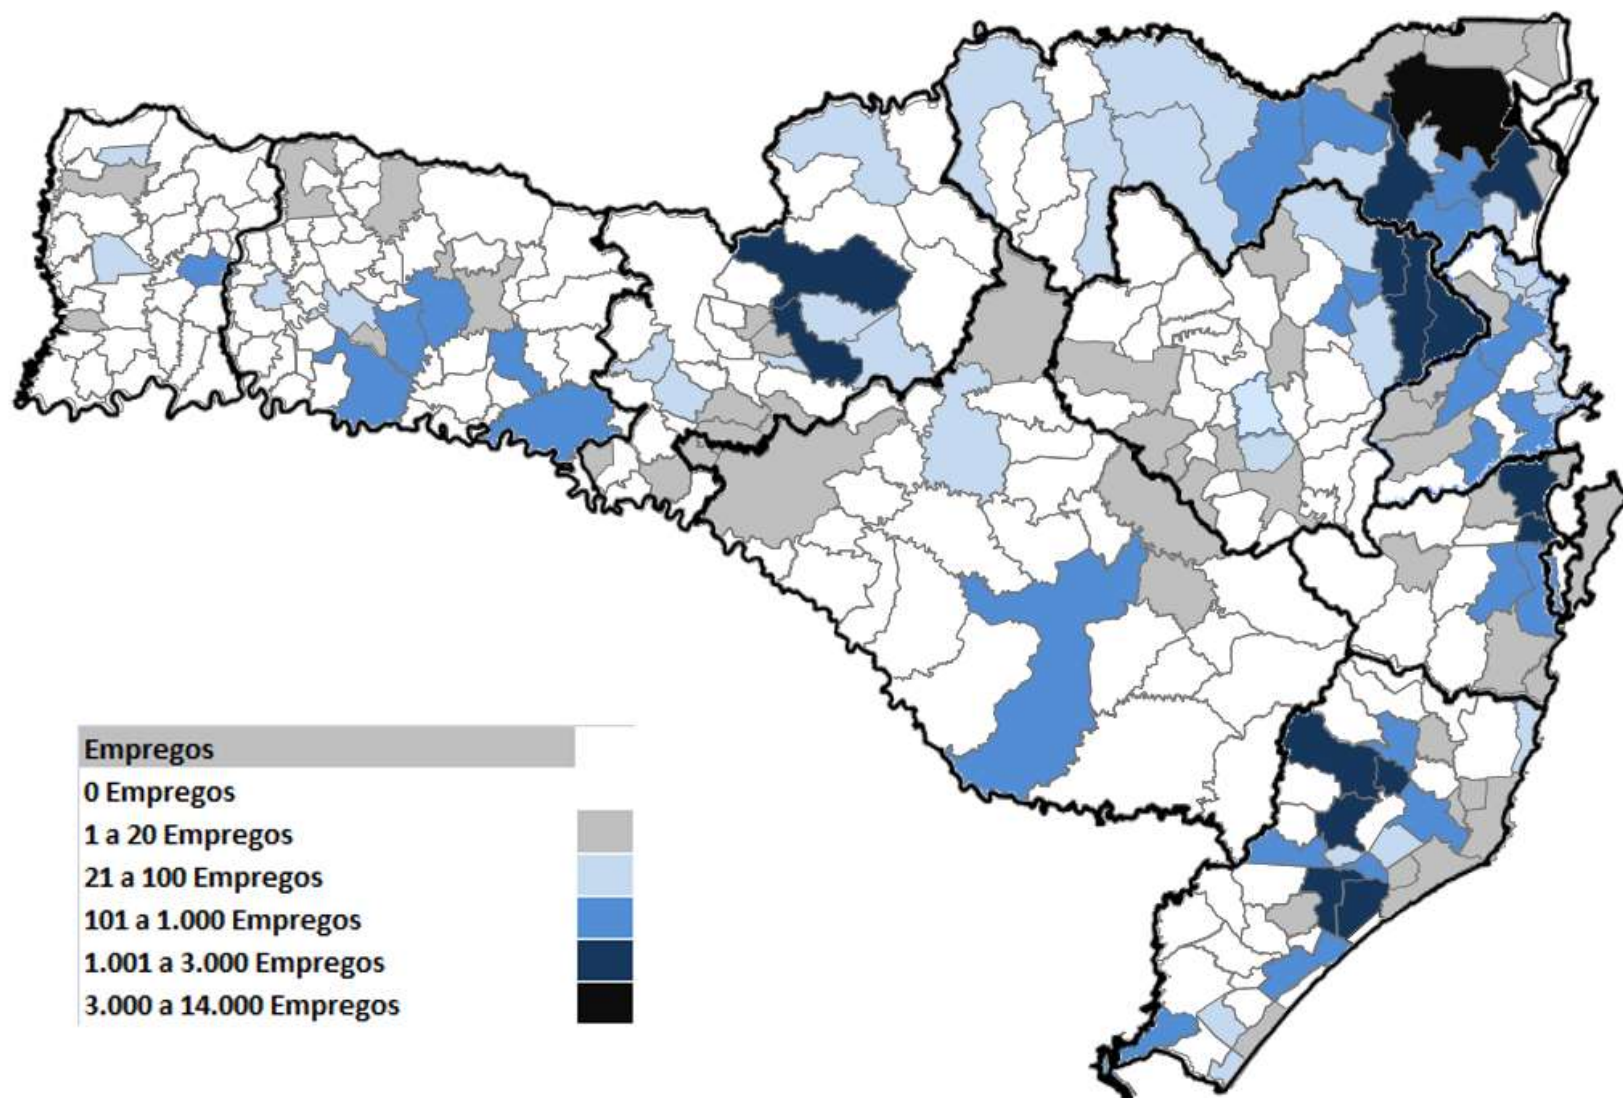 Empregos
0 Empregos
1 a 20 Empregos
21 a 100 Empregos
101 a 1.000 Empregos
1.001 a 3.000 Empregos
3.000 a 14.000 Empregos